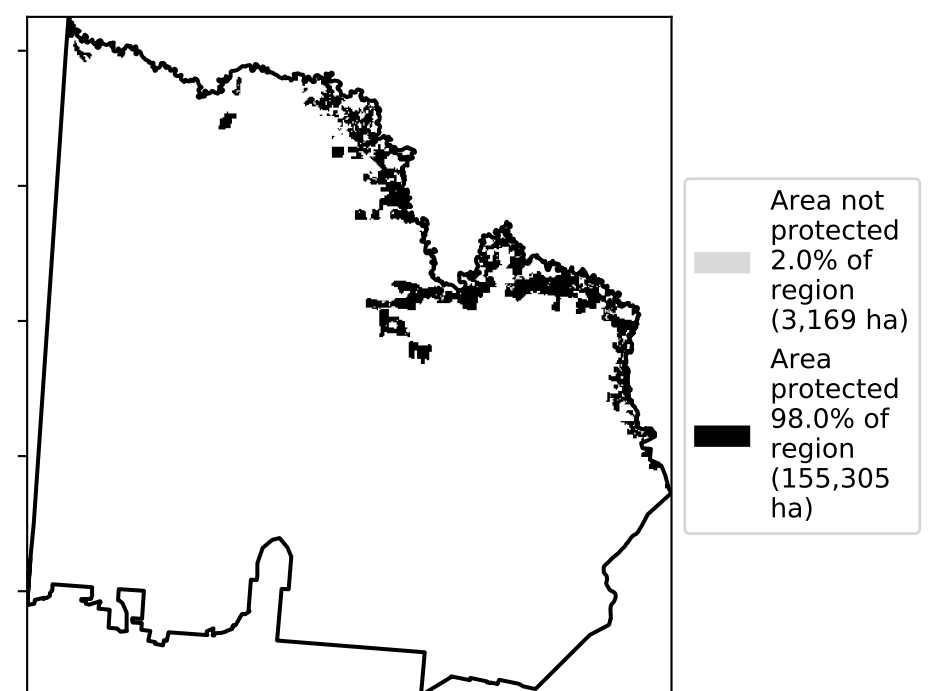 Area not
protected
2.0% of
region
(3,169 ha)
Area
protected
98.0% of
region
(155,305
ha)